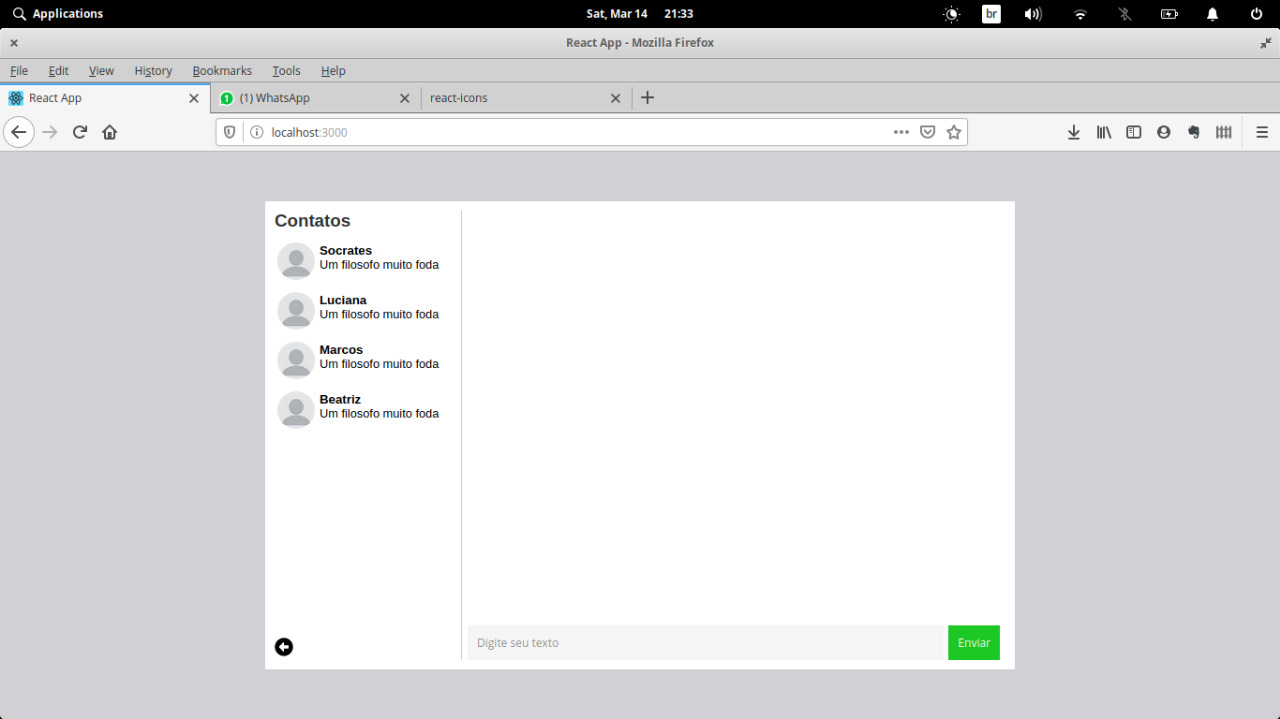 Applications
Sat, Mar 14 21:33
br
React App - Mozilla Firefox
File Edit View History Bookmarks Tools Help
React App
1 (1) WhatsApp
react-icons
localhost:3000
Contatos
Socrates
Um filosofo muito foda
Luciana
Um filosofo muito foda
Marcos
Um filosofo muito foda
Beatriz
Um filosofo muito foda
Digite seu texto
Enviar